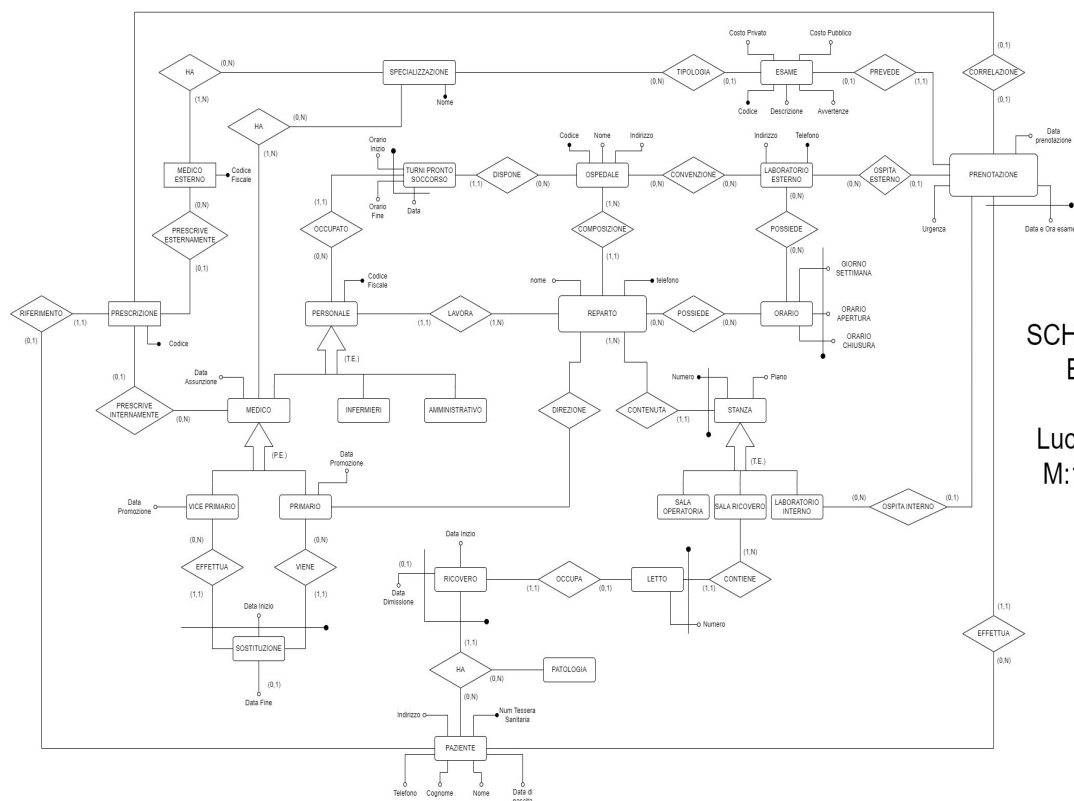 Costo Privato
Costo Pubblico
HA
(0,N)
SPECIALIZZAZIONE
(0,N)
TIPOLOGIA
(0,1)
ESAME
(0,1)
PREVEDE
(1,1)
(0,1)
CORRELAZIONE
(0,1)
Nome
Codice
Descrizione
Avvertenze
(1,N)
HA
(0,N)
(0,N)
(1,N)
Data
prenotazione
MEDICO
ESTERNO
Codice
Fiscale
Orario
Inizio
TURNI PRONTO
SOCCORSO
Orario
Fine
Data
(1,1)
DISPONE
(0,N)
Codice
Nome
Indirizzo
OSPEDALE
(0,N)
CONVENZIONE
(0,N)
Indirizzo
Telefono
LABORATORIO
ESTERNO
(0,N)
OSPITA
ESTERNO
(0,1)
PRENOTAZIONE
Urgenza
Data e Ora esame
(0,N)
PRESCRIVE
ESTERNAMENTE
(0,1)
(1,1)
OCCUPATO
(0,N)
(1,N)
COMPOSIZIONE
(1,1)
(0,N)
POSSIEDE
(0,N)
GIORNO
SETTIMANA
ORARIO
APERTURA
ORARIO
CHIUSURA
Codice
Fiscale
nome
telefono
RIFERIMENTO
(1,1)
(0,1)
PRESCRIZIONE
Codice
PERSONALE
(1,1)
LAVORA
(1,N)
REPARTO
(0,N)
POSSIEDE
(0,N)
ORARIO
(1,N)
(T.E.)
SCH
E
(0,1)
PRESCRIVE
INTERNAMENTE
(0,N)
Data
Assunzione
MEDICO
INFERMIERI
AMMINISTRATIVO
DIREZIONE
CONTENUTA
(1,1)
Numero
Piano
STANZA
Luc
M:
(P.E.)
(T.E.)
Data
Promozione
Data
Promozione
VICE PRIMARIO
PRIMARIO
SALA
OPERATORIA
SALA RICOVERO
LABORATORIO
INTERNO
(0,N)
OSPITA INTERNO
(0,1)
(0,N)
EFFETTUA
(1,1)
(0,N)
VIENE
(1,1)
Data Inizio
SOSTITUZIONE
(0,1)
Data Fine
Data Inizio
(0,1)
Data
Dimissione
RICOVERO
(1,1)
OCCUPA
(0,1)
LETTO
Numero
(1,1)
CONTIENE
(1,N)
(1,1)
HA
(0,N)
(0,N)
PATOLOGIA
(1,1)
EFFETTUA
(0,N)
Indirizzo
Num Tessera
Sanitaria
PAZIENTE
Telefono
Cognome
Nome
Data di